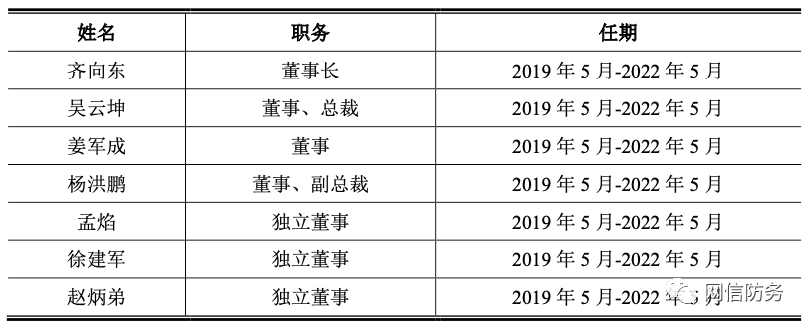 姓名 职务 任期
齐向东 董事长 2019 年 5 月-2022 年 5 月
吴云坤 董事、总裁 2019 年 5 月-2022 年 5 月
姜军成 董事 2019 年 5 月-2022 年 5 月
杨洪鹏 董事、副总裁 2019 年 5 月-2022 年 5 月
孟焰 独立董事 2019 年 5 月-2022 年 5 月
徐建军 独立董事 2019 年 5 月-2022 年 5 月
赵炳弟 独立董事 2019 年 5 月-2022 年 5 月
网信防务